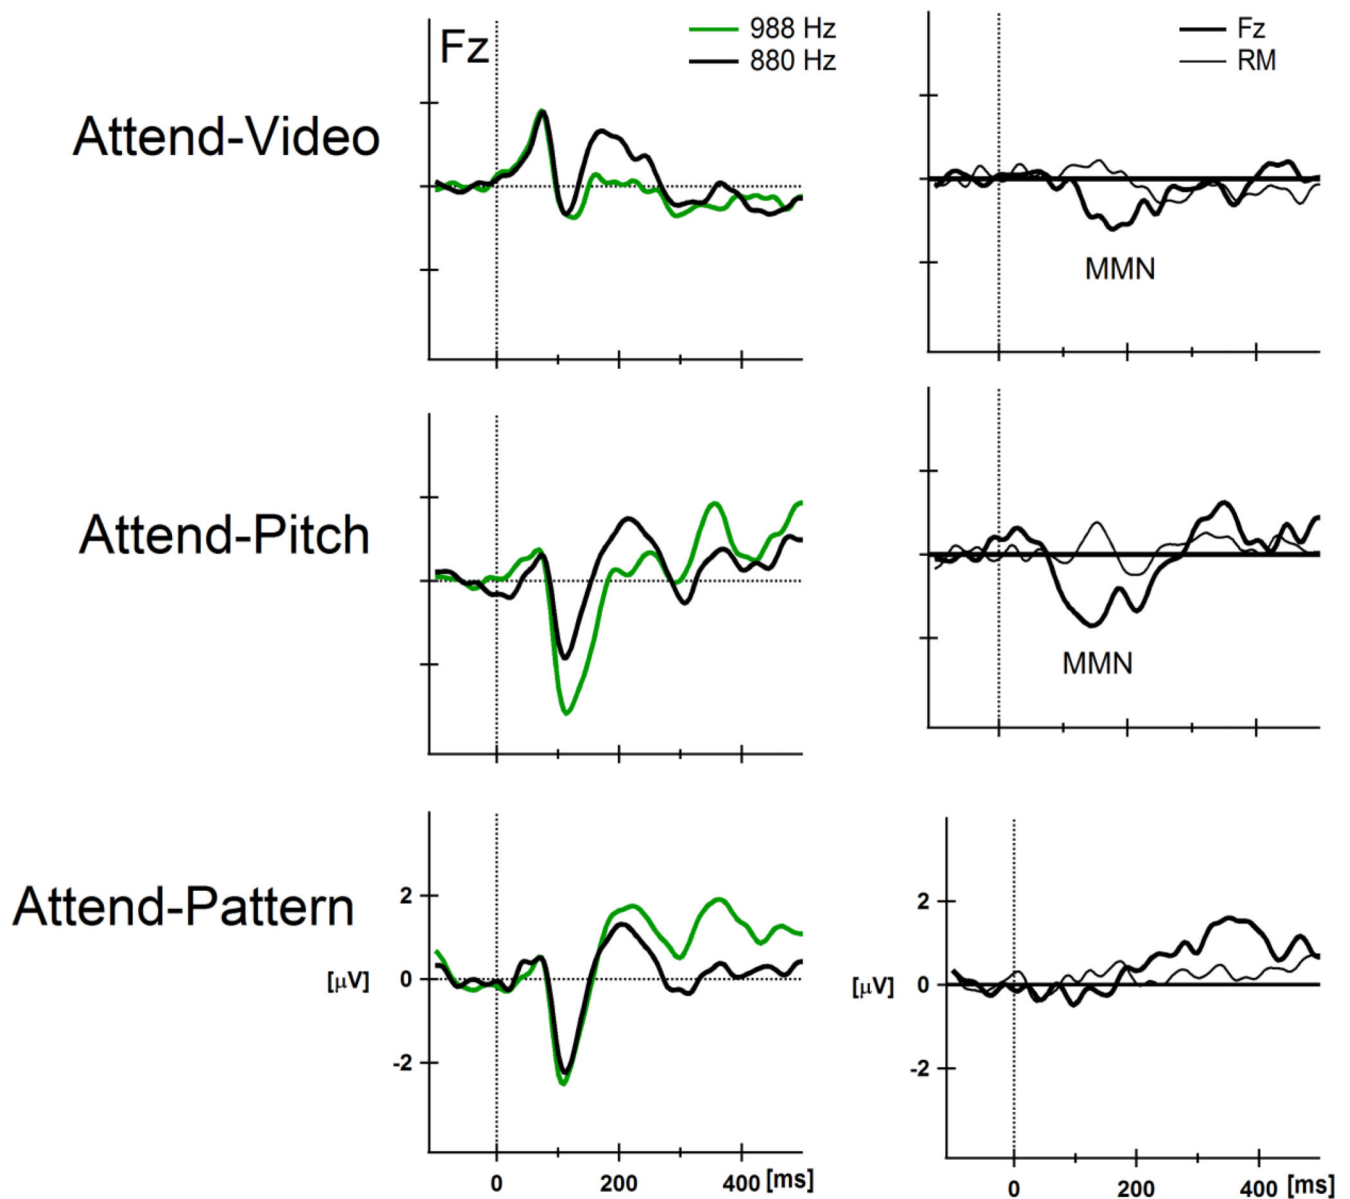 Fz
988 Hz
880 Hz
Fz
RM
Attend-Video
MMN
Attend-Pitch
MMN
Attend-Pattern
2
[μV]
0
-2
0
200
400 [ms]
2
[μV]
0
-2
0
200
400 [ms]